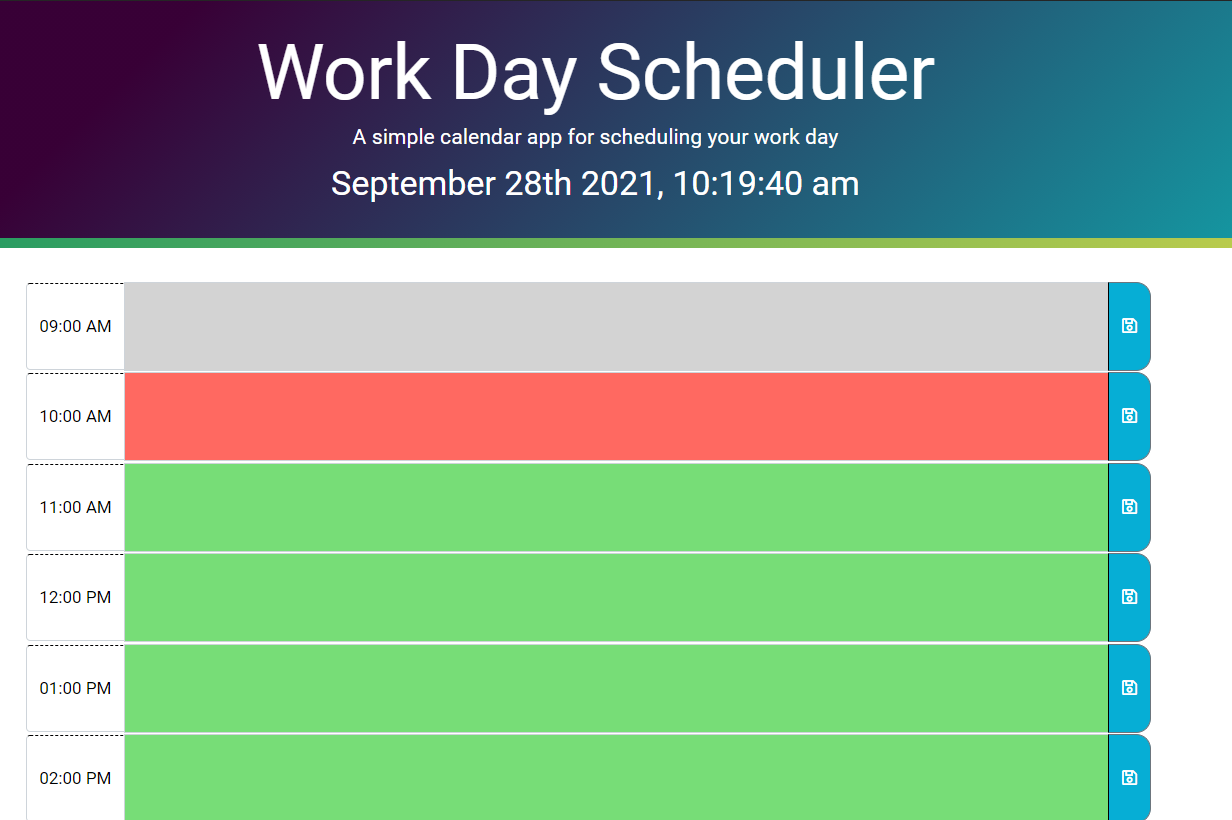 Work Day Scheduler
A simple calendar app for scheduling your work day
September 28th 2021, 10:19:40 am
09:00 AM
10:00 AM
11:00 AM
12:00 PM
01:00 PM
02:00 PM